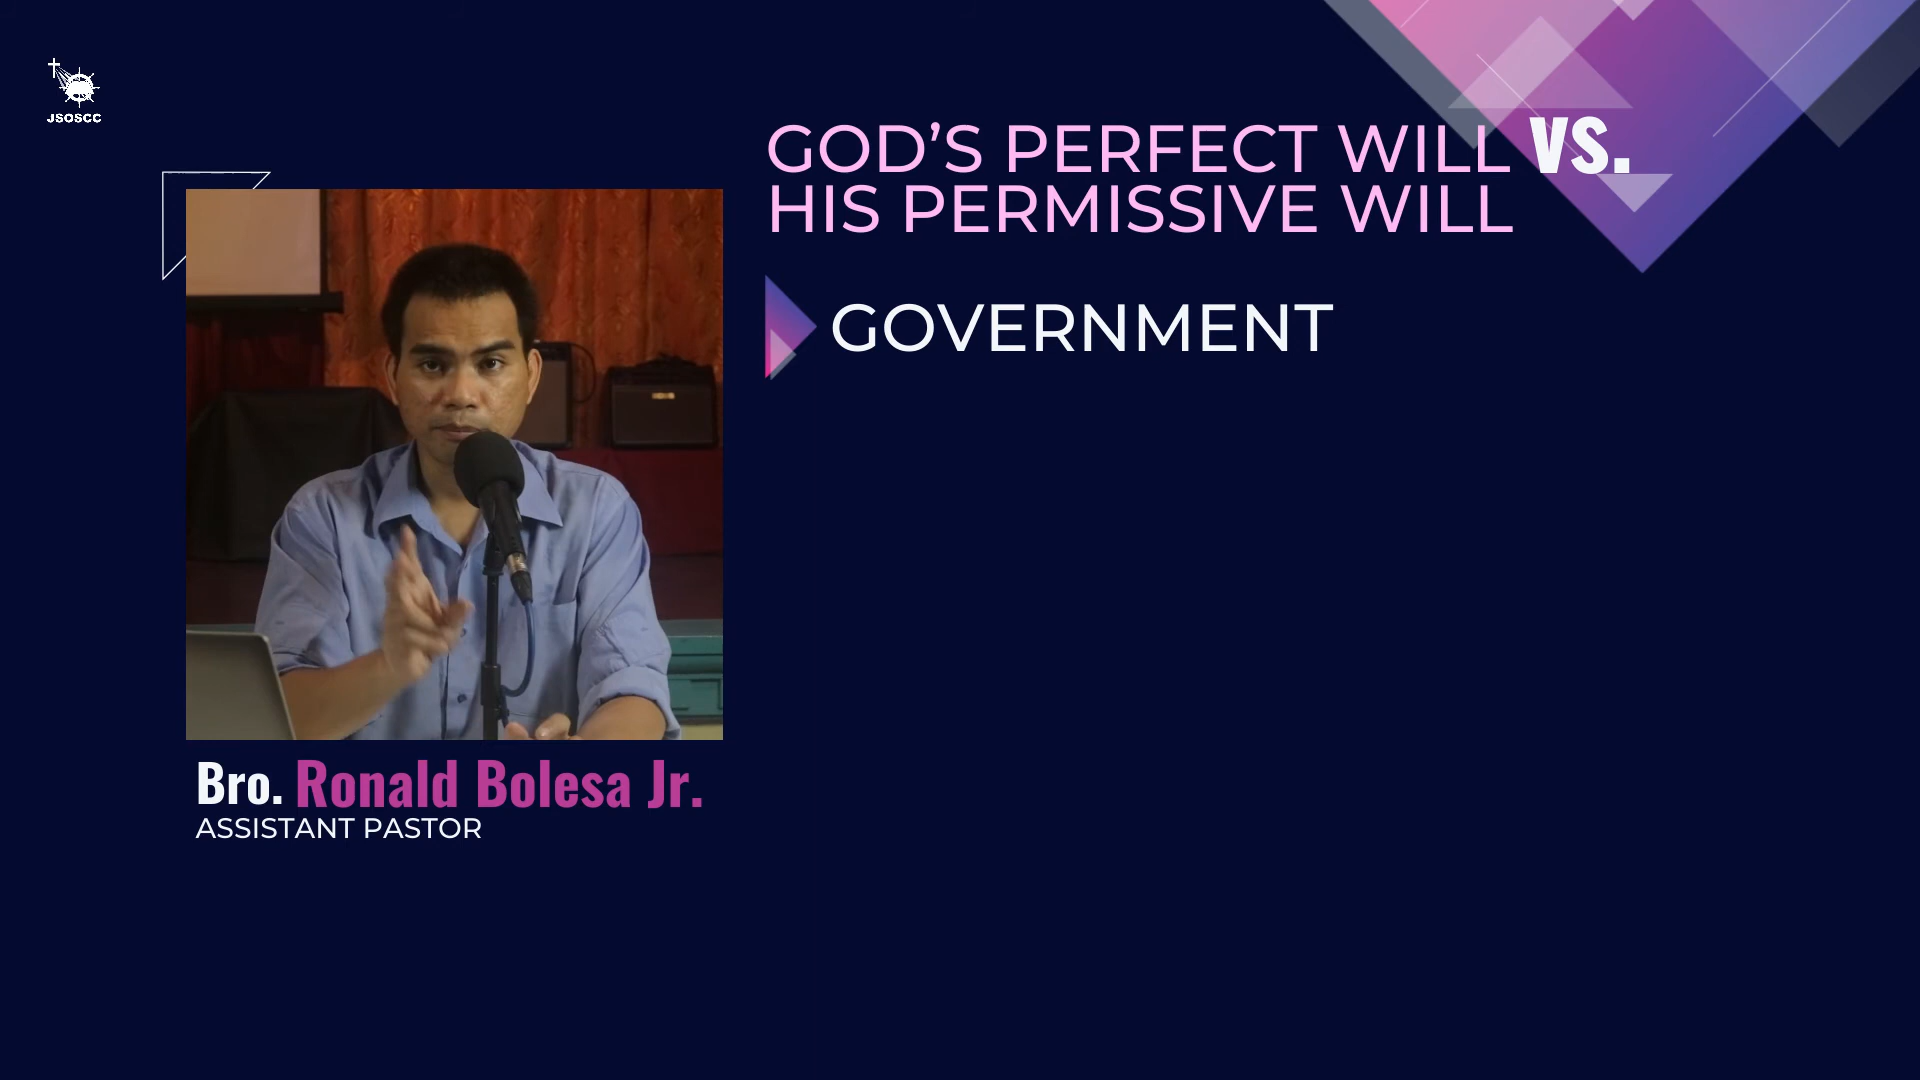 JSOSCC
GOD’S PERFECT WILL VS.
HIS PERMISSIVE WILL
GOVERNMENT
Bro. Ronald Bolesa Jr.
ASSISTANT PASTOR